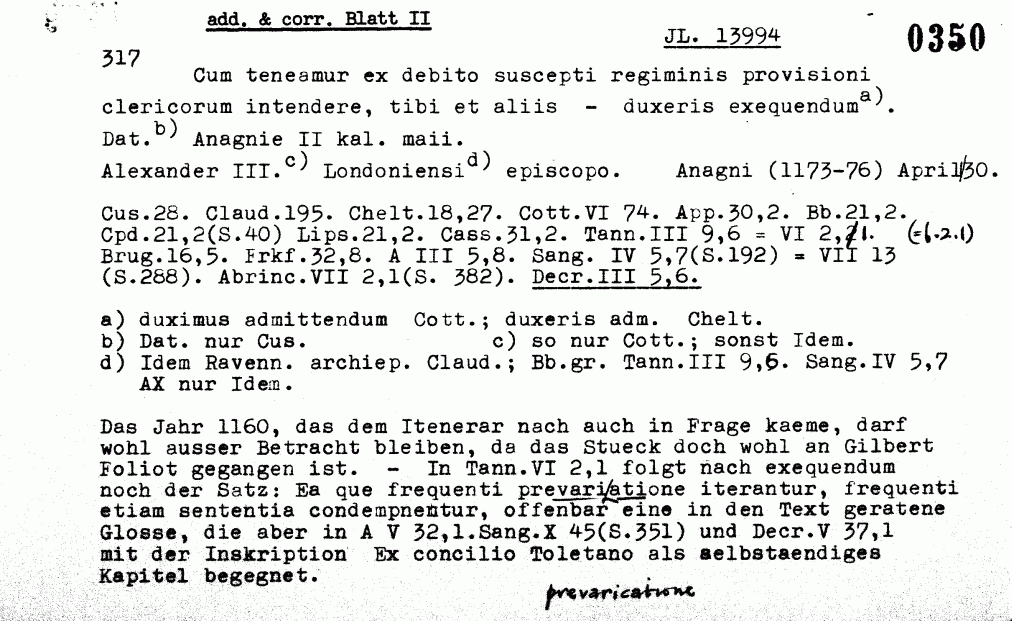 add. & corr. Blatt II
JL. 13994 0350
317
Cum teneamur ex debito suscepti regiminis provisioni
clericorum intendere, tibi et aliis - duxeris exequendum a).
Dat. b) Anagnie II kal. maii.
Alexander III. c) Londoniensi d) episcopo. Anagni (1173-76) April/30.
Cus.28. Claud.195. Chelt.18,27. Cott.VI 74. App.30,2. Bb.21,2.
Cpd.21,2(S.40) Lips.21,2. Cass.31,2. Tann.III 9,6 = VI 2,1. (=6.2.1)
Brug.16,5. Frkf.32,8. A III 5,8. Sang. IV 5,7(S.192) = VII 13
(S.288). Abrinc.VII 2,1(S. 382). Decr.III 5,6.
a) duximus admittendum Cott.; duxeris adm. Chelt.
b) Dat. nur Cus. c) so nur Cott.; sonst Idem.
d) Idem Ravenn. archiep. Claud.; Bb.gr. Tann.III 9,6. Sang.IV 5,7
AX nur Idem.
Das Jahr 1160, das dem Itenerar nach auch in Frage kaeme, darf
wohl ausser Betracht bleiben, da das Stueck doch wohl an Gilbert
Foliot gegangen ist. - In Tann.VI 2,1 folgt nach exequendum
noch der Satz: Ea que frequenti prevari/atione iterantur, frequenti
etiam sententia condempnentur, offenbar eine in den Text geratene
Glosse, die aber in A V 32,1.Sang.X 45(S.351) und Decr.V 37,1
mit der Inskription Ex concilio Toletano als selbstaendiges
Kapitel begegnet.
prevaricatione